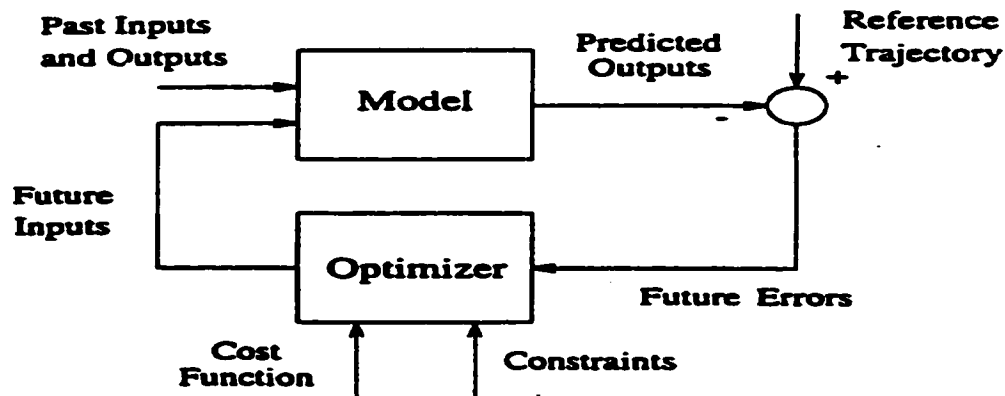 Past Inputs
and Outputs
Predicted
Outputs
Reference
Trajectory
+
Model
-
Future
Inputs
Optimizer
Future Errors
Cost
Function
Constraints